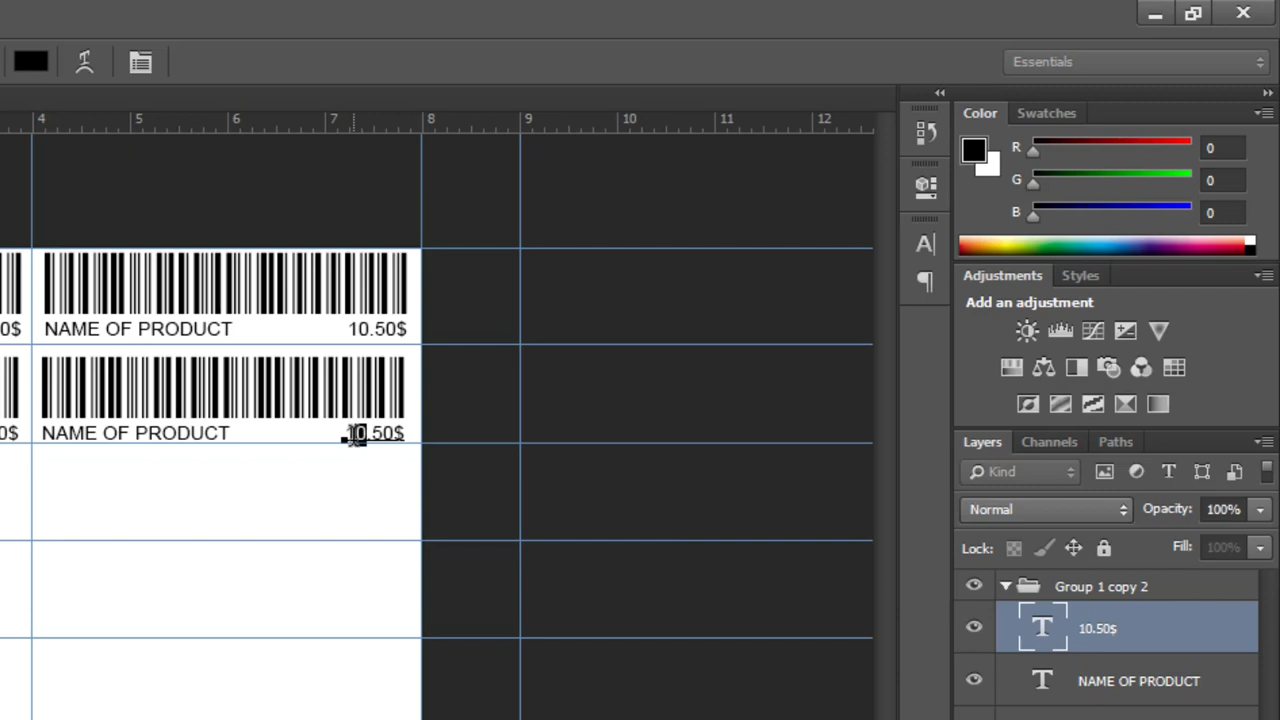 Essentials
4 5 6 7 8 9 10 11 12
Color Swatches
R 0
G 0
B 0
0$ NAME OF PRODUCT 10.50$
0$ NAME OF PRODUCT 10.50$
Adjustments Styles
Add an adjustment
Layers Channels Paths
Kind
Normal Opacity: 100%
Lock: Fill: 100%
Group 1 copy 2
10.50$
NAME OF PRODUCT